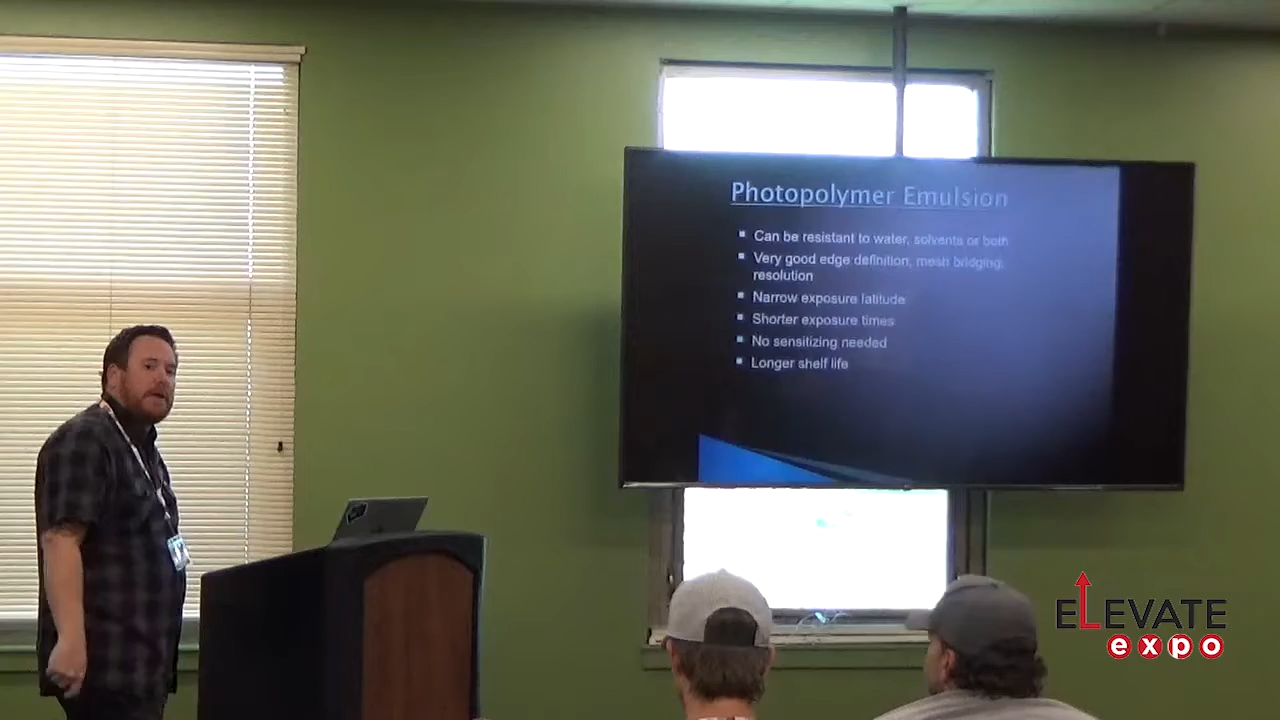 Photopolymer Emulsion
Can be resistant to water, solvents or both
Very good edge definition, mesh bridging,
resolution
Narrow exposure latitude
Shorter exposure times
No sensitizing needed
Longer shelf life
ELEVATE
expo